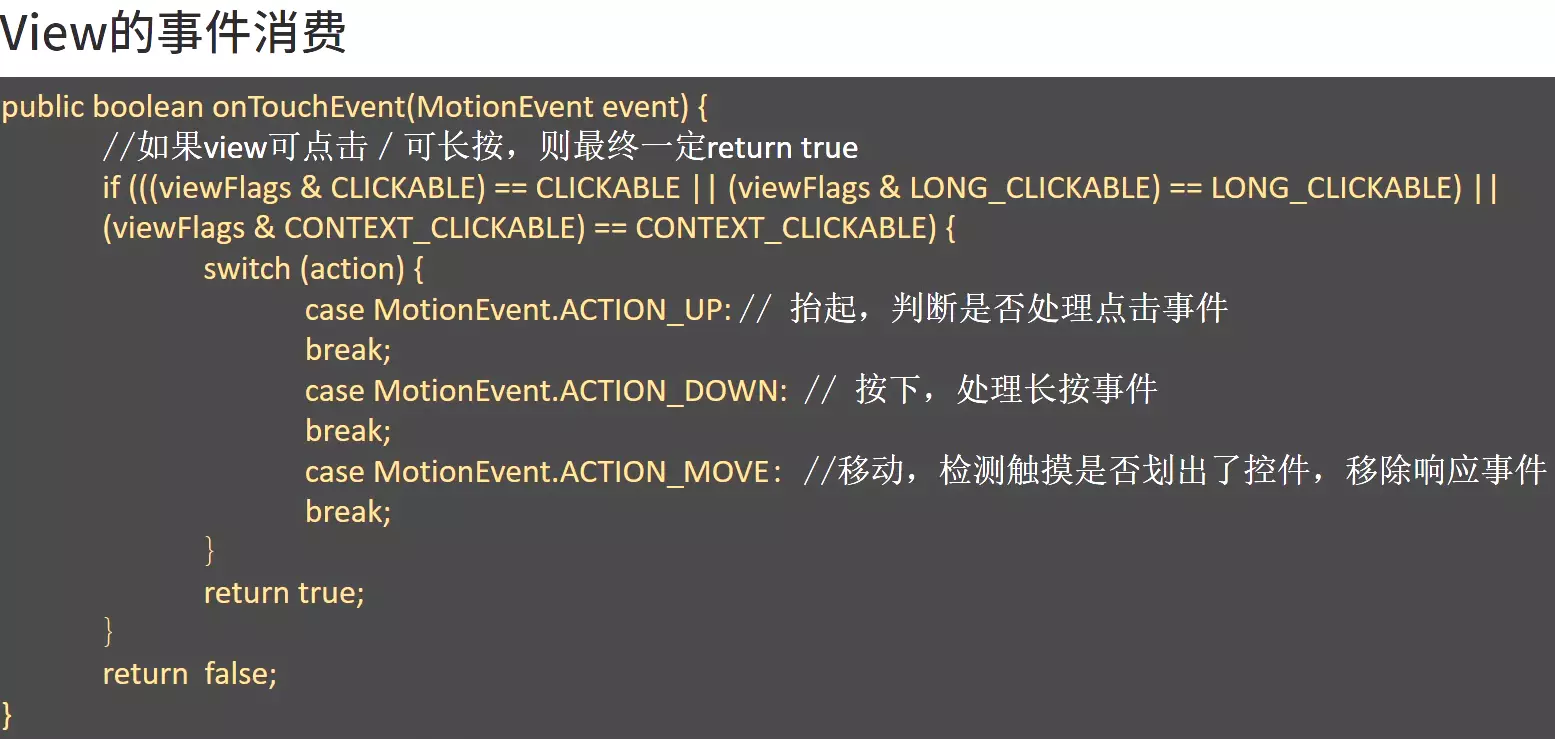 View的事件消费
public boolean onTouchEvent(MotionEvent event) {
//如果view可点击／可长按，则最终一定return true
if (((viewFlags & CLICKABLE) == CLICKABLE || (viewFlags & LONG_CLICKABLE) == LONG_CLICKABLE) ||
(viewFlags & CONTEXT_CLICKABLE) == CONTEXT_CLICKABLE) {
switch (action) {
case MotionEvent.ACTION_UP: // 抬起，判断是否处理点击事件
break;
case MotionEvent.ACTION_DOWN: // 按下，处理长按事件
break;
case MotionEvent.ACTION_MOVE: //移动，检测触摸是否划出了控件，移除响应事件
break;
}
return true;
}
return false;
}